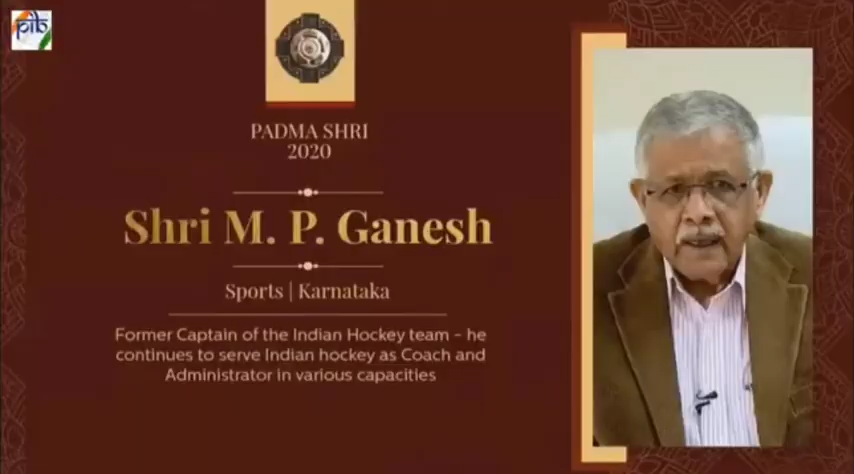 pib
PADMA SHRI
2020
Shri M. P. Ganesh
Sports | Karnataka
Former Captain of the Indian Hockey team - he
continues to serve Indian hockey as Coach and
Administrator in various capacities